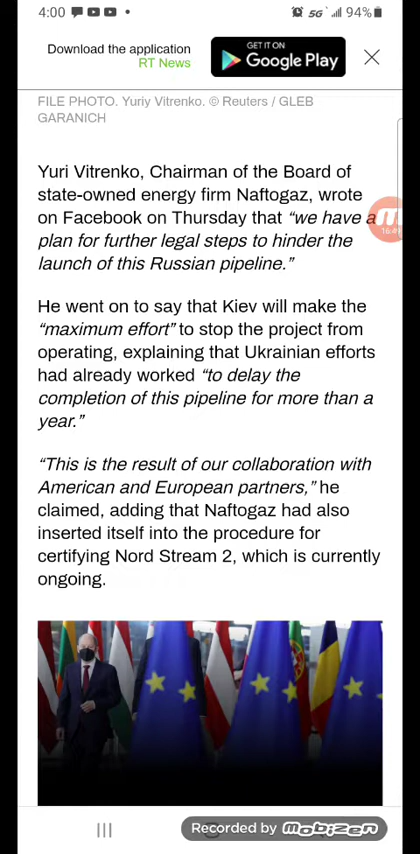 4:00 5G 94%
Download the application
RT News
GET IT ON
Google Play
FILE PHOTO. Yuriy Vitrenko. © Reuters / GLEB
GARANICH
Yuri Vitrenko, Chairman of the Board of
state-owned energy firm Naftogaz, wrote
on Facebook on Thursday that “we have a
plan for further legal steps to hinder the
launch of this Russian pipeline.”
He went on to say that Kiev will make the
“maximum effort” to stop the project from
operating, explaining that Ukrainian efforts
had already worked “to delay the
completion of this pipeline for more than a
year.”
“This is the result of our collaboration with
American and European partners,” he
claimed, adding that Naftogaz had also
inserted itself into the procedure for
certifying Nord Stream 2, which is currently
ongoing.
Recorded by mobizen